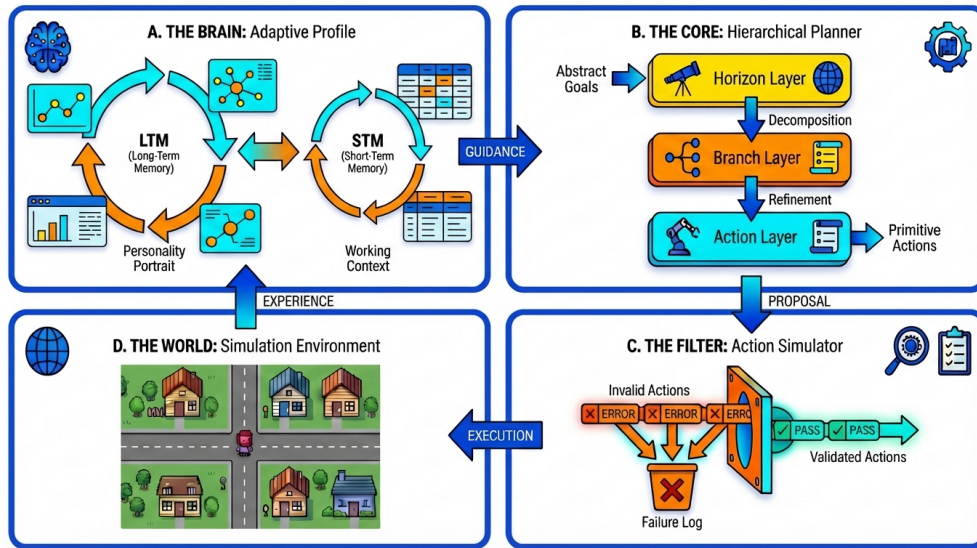 A. THE BRAIN: Adaptive Profile
LTM
(Long-Term
Memory)
STM
(Short-Term
Memory)
Personality
Portrait
Working
Context
GUIDANCE
B. THE CORE: Hierarchical Planner
Abstract
Goals
Horizon Layer
Decomposition
Branch Layer
Refinement
Action Layer
Primitive
Actions
EXPERIENCE
PROPOSAL
D. THE WORLD: Simulation Environment
EXECUTION
C. THE FILTER: Action Simulator
Invalid Actions
ERROR
ERROR
ERRC
PASS
PASS
Validated Actions
Failure Log